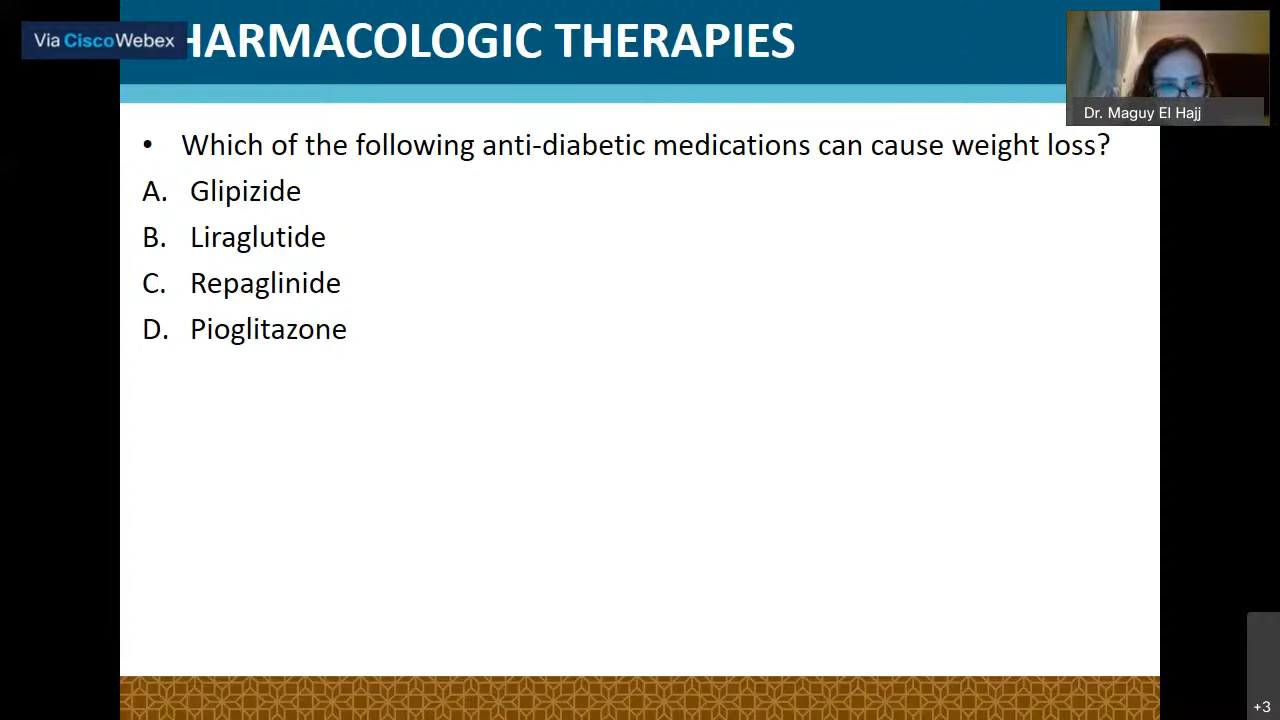 Via CiscoWebex
HARMACOLOGIC THERAPIES
Dr. Maguy El Hajj
• Which of the following anti-diabetic medications can cause weight loss?
A. Glipizide
B. Liraglutide
C. Repaglinide
D. Pioglitazone
+3